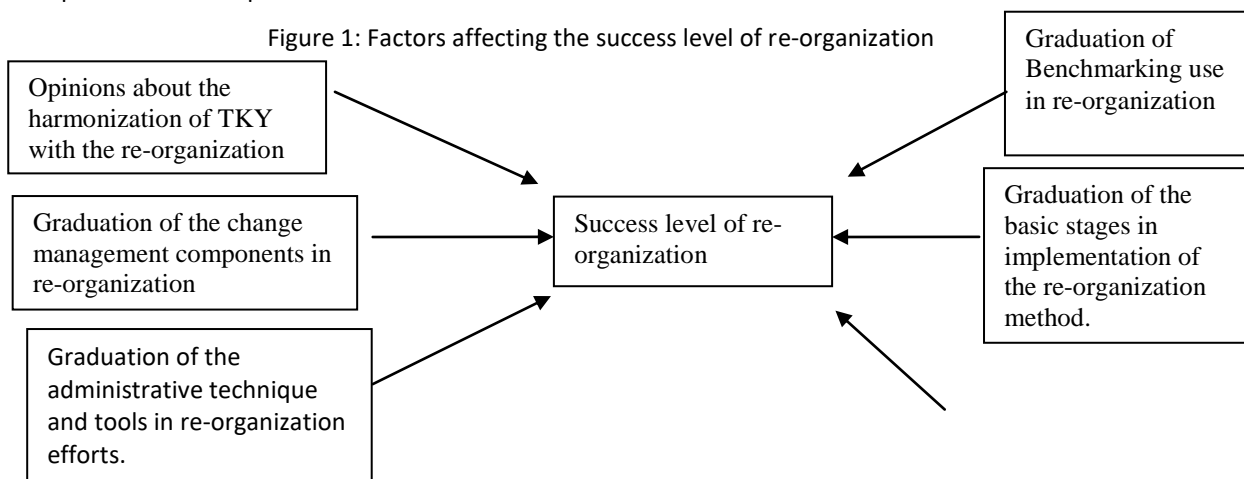 Figure 1: Factors affecting the success level of re-organization
Opinions about the
harmonization of TKY
with the re-organization
Graduation of the change
management components in
re-organization
Graduation of the
administrative technique
and tools in re-organization
efforts.
Success level of re-
organization
Graduation of
Benchmarking use
in re-organization
Graduation of the
basic stages in
implementation of
the re-organization
method.